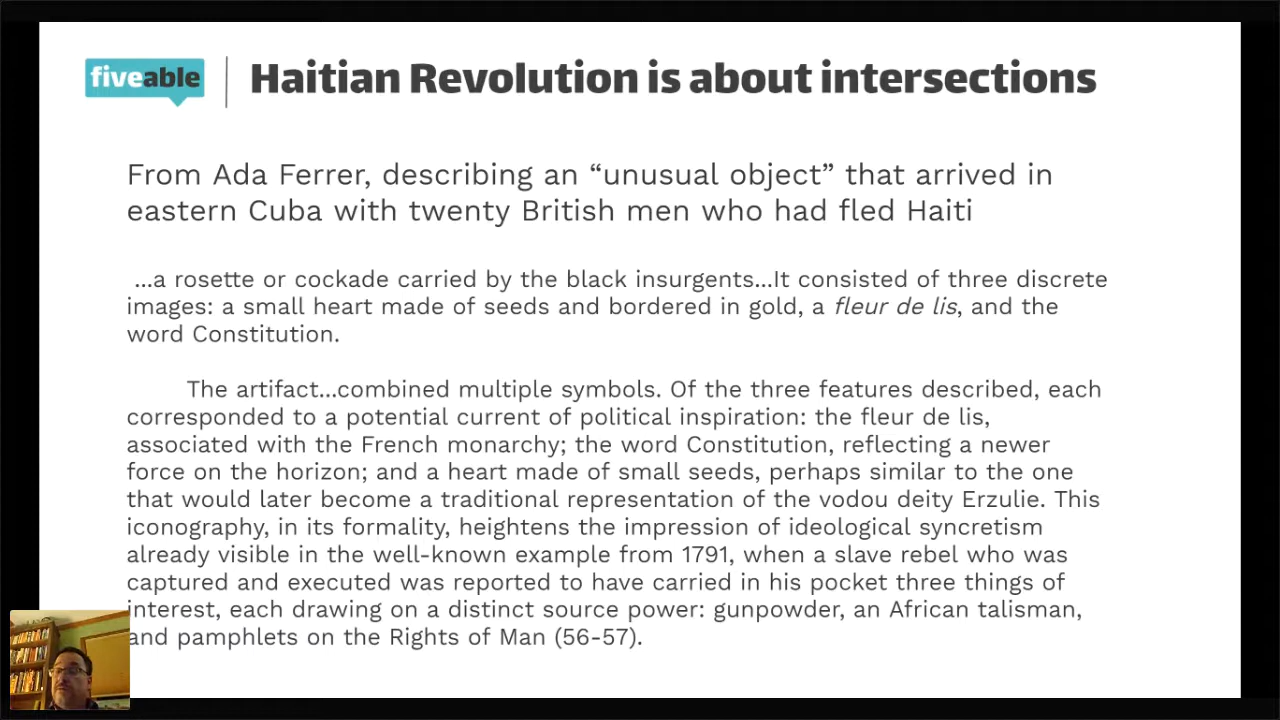 fiveable
Haitian Revolution is about intersections
From Ada Ferrer, describing an “unusual object” that arrived in
eastern Cuba with twenty British men who had fled Haiti
...a rosette or cockade carried by the black insurgents...It consisted of three discrete
images: a small heart made of seeds and bordered in gold, a fleur de lis, and the
word Constitution.
The artifact...combined multiple symbols. Of the three features described, each
corresponded to a potential current of political inspiration: the fleur de lis,
associated with the French monarchy; the word Constitution, reflecting a newer
force on the horizon; and a heart made of small seeds, perhaps similar to the one
that would later become a traditional representation of the vodou deity Erzulie. This
iconography, in its formality, heightens the impression of ideological syncretism
already visible in the well-known example from 1791, when a slave rebel who was
captured and executed was reported to have carried in his pocket three things of
interest, each drawing on a distinct source power: gunpowder, an African talisman,
and pamphlets on the Rights of Man (56-57).